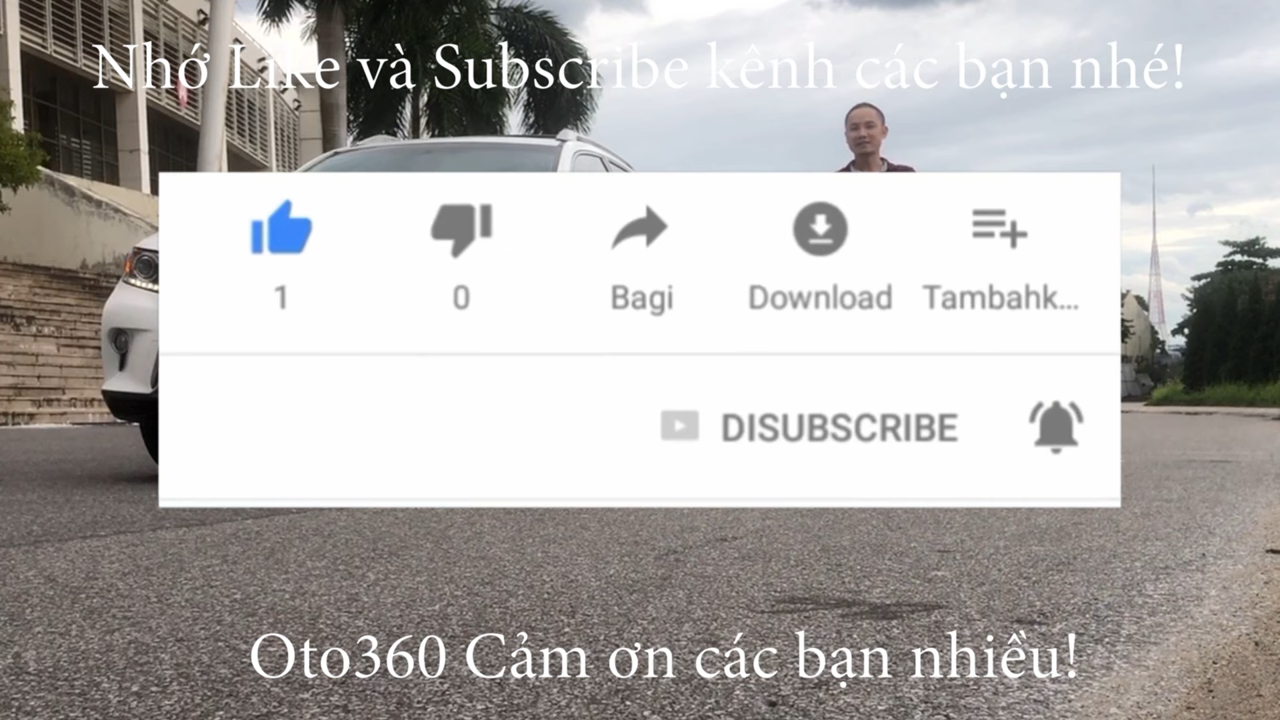 Nhớ Like và Subscribe kênh các bạn nhé!
1 0 Bagi Download Tambahk...
DISUBSCRIBE
Oto360 Cảm ơn các bạn nhiều!